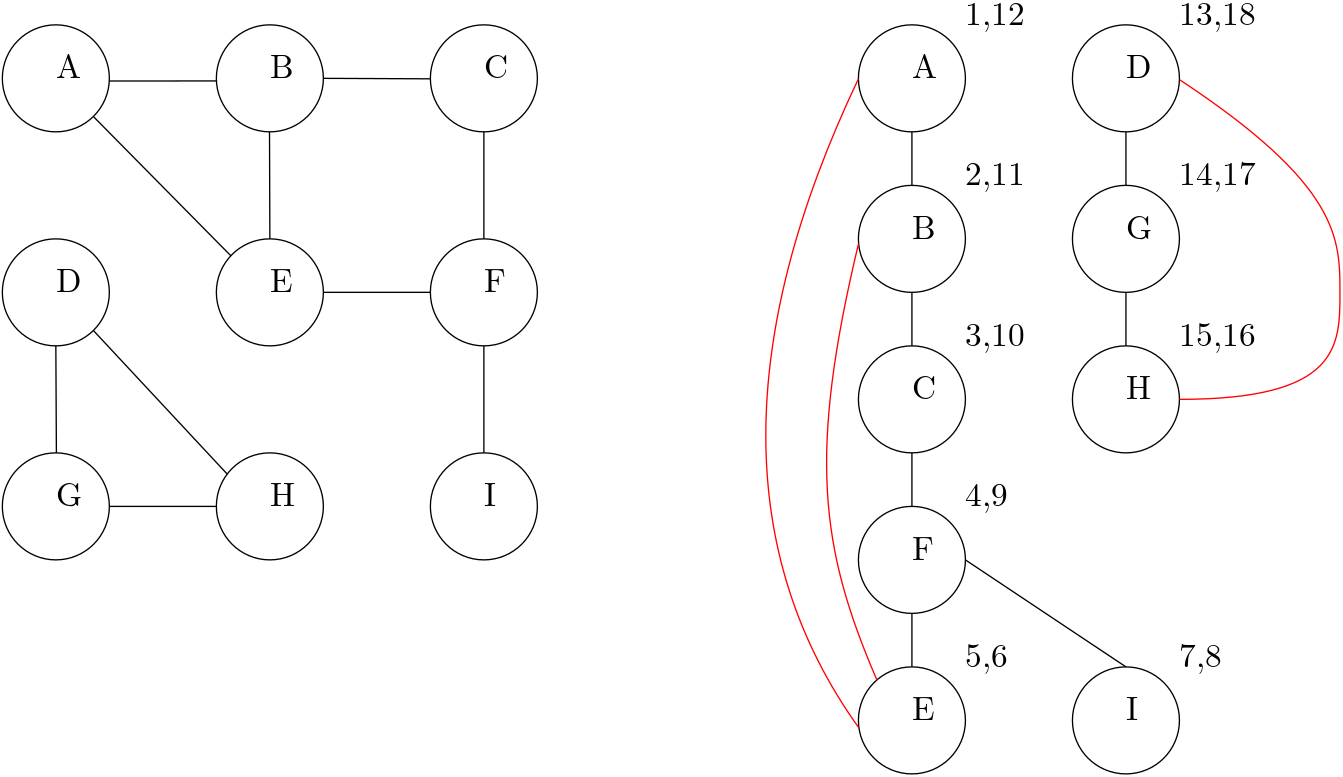 A B C
D E F
G H I
1,12 13,18
A D
2,11 14,17
B G
3,10 15,16
C H
4,9
F
5,6 7,8
E I